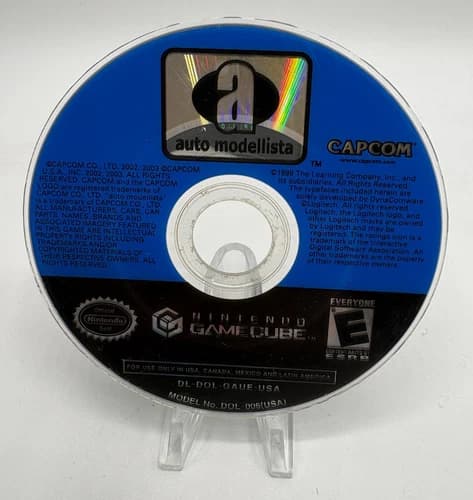 a
auto modellista
™
CAPCOM
www.capcom.com
©CAPCOM CO., LTD. 2002, 2003 ©CAPCOM
U.S.A., INC. 2002, 2003. ALL RIGHTS
RESERVED. CAPCOM and the CAPCOM
LOGO are registered trademarks of
CAPCOM CO., LTD. "auto modellista"
is a trademark of CAPCOM CO., LTD.
ALL MANUFACTURERS, CARS,
PARTS, NAMES, BRANDS AND
ASSOCIATED IMAGERY FEATURED
IN THIS GAME ARE INTELLECTUAL
PROPERTY RIGHTS INCLUDING
TRADEMARKS AND/OR
COPYRIGHTED MATERIALS OF
THEIR RESPECTIVE OWNERS. ALL
RIGHTS RESERVED.
©1999 The Learning Company, Inc., and
its subsidiaries. All Rights Reserved. The
typefaces included herein are
solely developed by DynaComware
All rights reserved.
Logitech, the Logitech logo, and
other Logitech marks are owned
by Logitech and may be
registered. The ratings icon is a
trademark of the Interactive
Digital Software Association. All
other trademarks are the property
of their respective owners.
Official
Nintendo
Seal
NINTENDO
GAMECUBE™
EVERYONE
E
CONTENT RATED BY
ESRB
FOR USE ONLY IN USA, CANADA, MEXICO AND LATIN AMERICA
DL-DOL-GAUE-USA
MODEL No. DOL-006(USA)